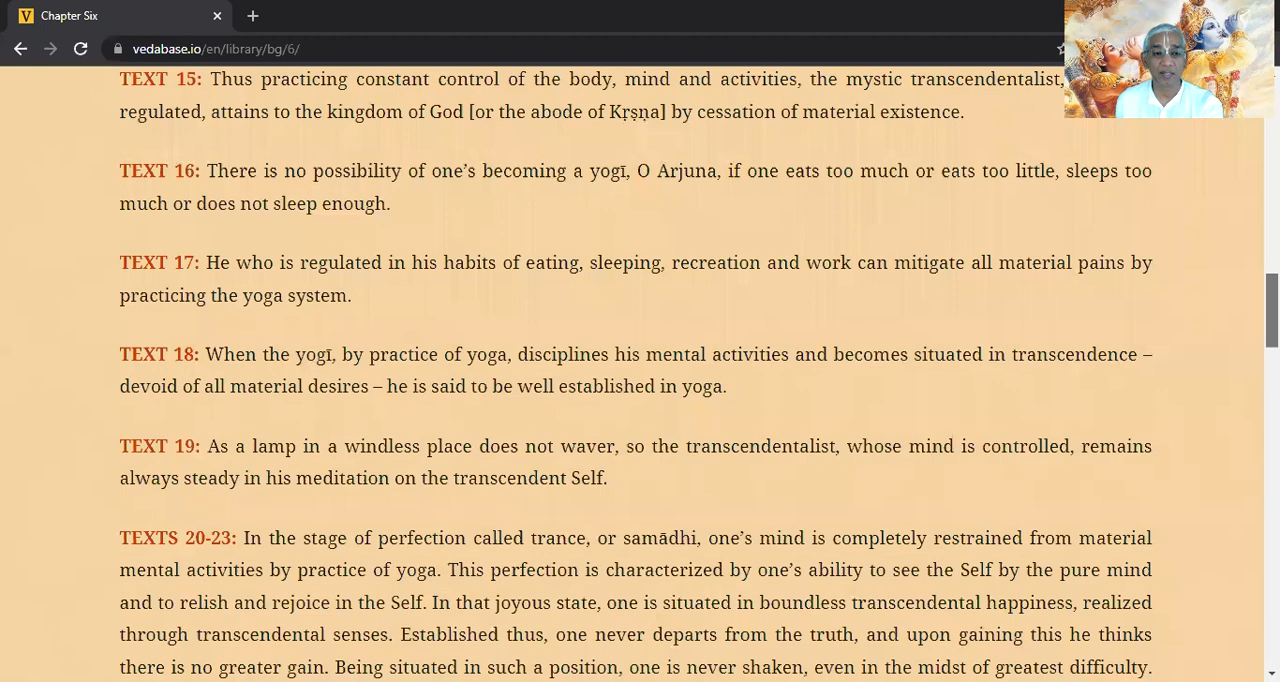 V Chapter Six
vedabase.io/en/library/bg/6/
TEXT 15: Thus practicing constant control of the body, mind and activities, the mystic transcendentalist,
regulated, attains to the kingdom of God [or the abode of Kṛṣṇa] by cessation of material existence.
TEXT 16: There is no possibility of one’s becoming a yogī, O Arjuna, if one eats too much or eats too little, sleeps too
much or does not sleep enough.
TEXT 17: He who is regulated in his habits of eating, sleeping, recreation and work can mitigate all material pains by
practicing the yoga system.
TEXT 18: When the yogī, by practice of yoga, disciplines his mental activities and becomes situated in transcendence –
devoid of all material desires – he is said to be well established in yoga.
TEXT 19: As a lamp in a windless place does not waver, so the transcendentalist, whose mind is controlled, remains
always steady in his meditation on the transcendent Self.
TEXTS 20-23: In the stage of perfection called trance, or samādhi, one’s mind is completely restrained from material
mental activities by practice of yoga. This perfection is characterized by one’s ability to see the Self by the pure mind
and to relish and rejoice in the Self. In that joyous state, one is situated in boundless transcendental happiness, realized
through transcendental senses. Established thus, one never departs from the truth, and upon gaining this he thinks
there is no greater gain. Being situated in such a position, one is never shaken, even in the midst of greatest difficulty.